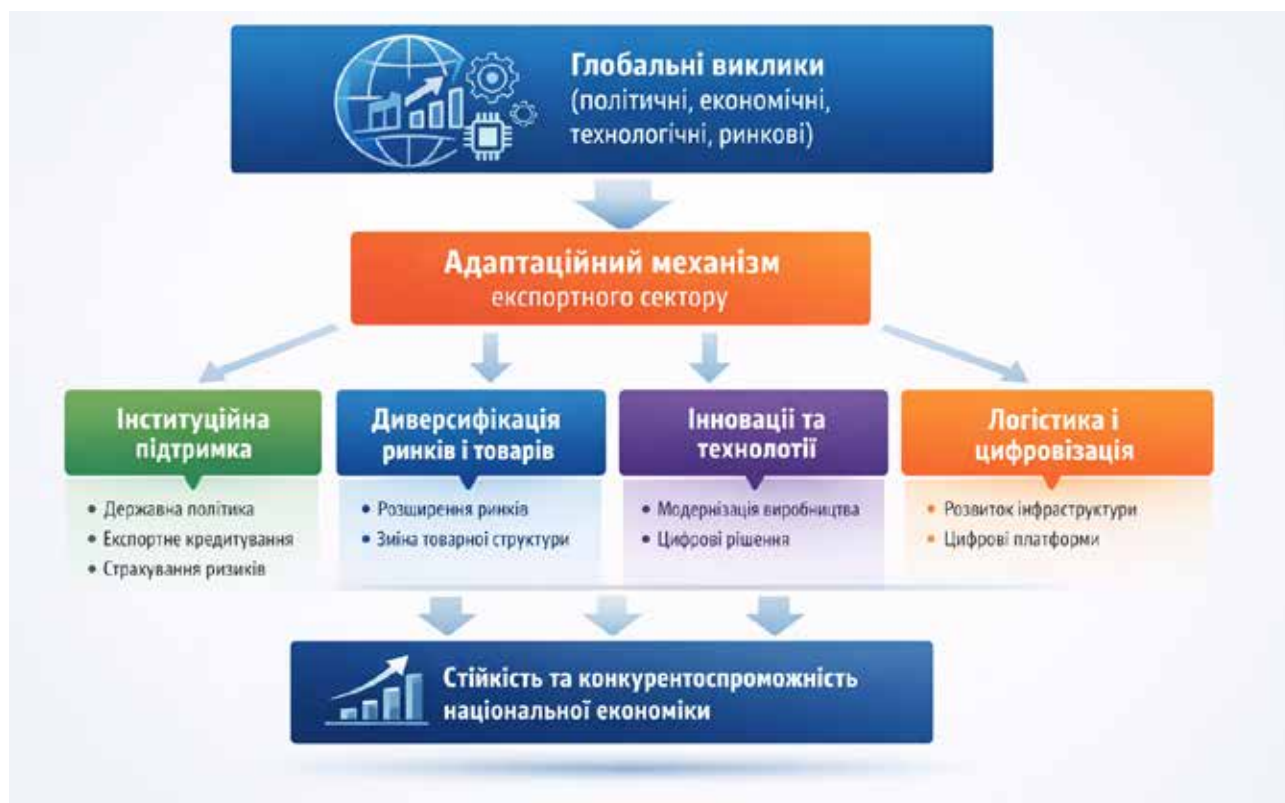 Глобальні виклики
(політичні, економічні,
технологічні, ринкові)
Адаптаційний механізм
експортного сектору
Інституційна
підтримка
• Державна політика
• Експортне кредитування
• Страхування ризиків
Диверсифікація
ринків і товарів
• Розширення ринків
• Зміна товарної структури
Інновації та
технолотії
• Модернізація виробництва
• Цифрові рішення
Логістика і
цифровізація
• Розвиток інфраструктури
• Цифрові платформи
Стійкість та конкурентоспроможність
національної економіки